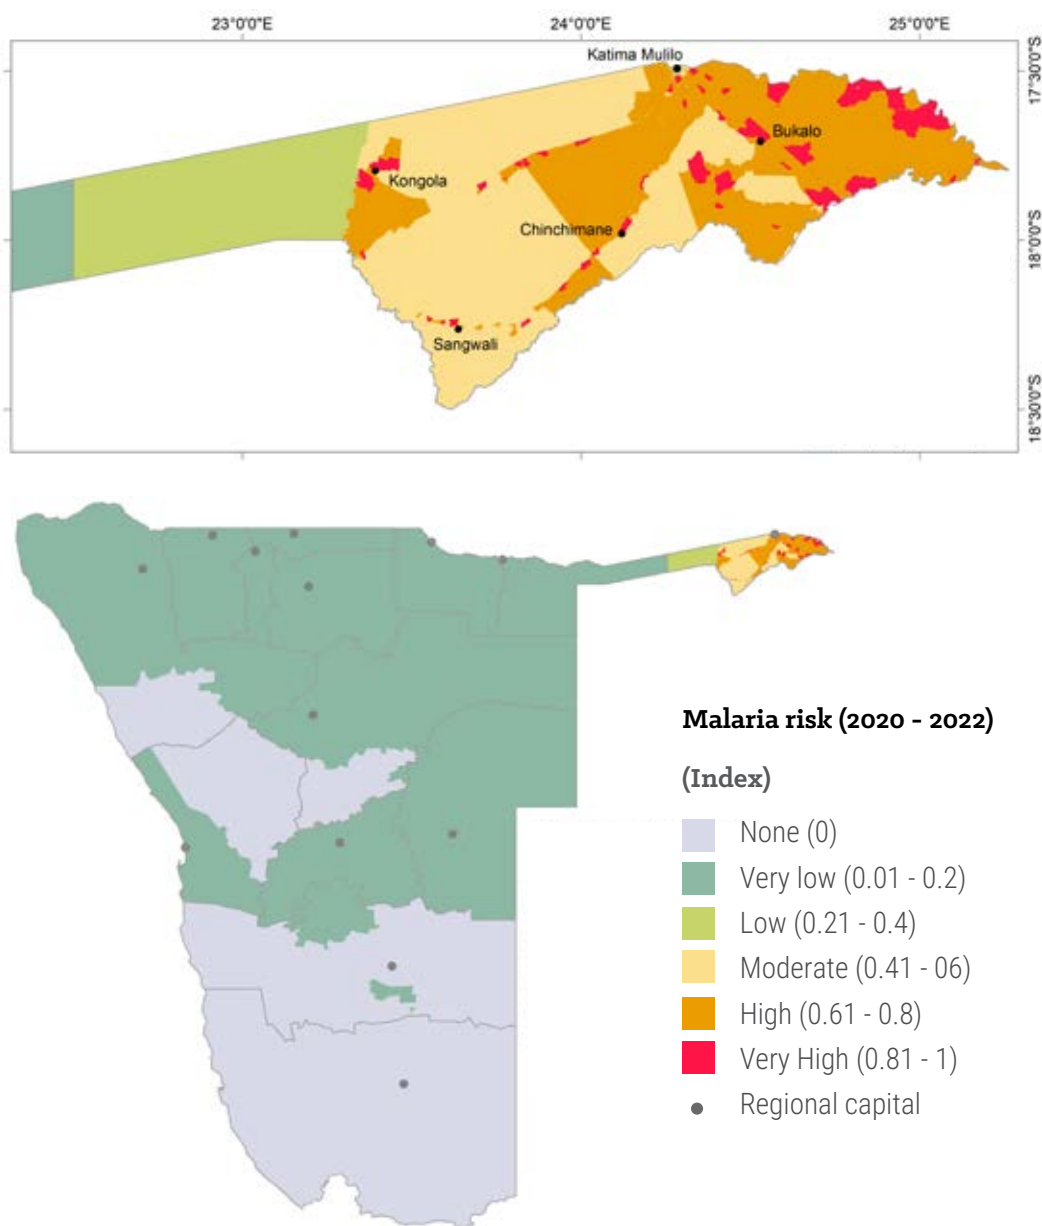 23°0'0"E
24°0'0"E
25°0'0"E
Katima Mulilo
17°30'0"S
Bukalo
Kongola
Chinchimane
18°0'0"S
Sangwali
18°30'0"S
Malaria risk (2020 - 2022)
(Index)
None (0)
Very low (0.01 - 0.2)
Low (0.21 - 0.4)
Moderate (0.41 - 06)
High (0.61 - 0.8)
Very High (0.81 - 1)
Regional capital